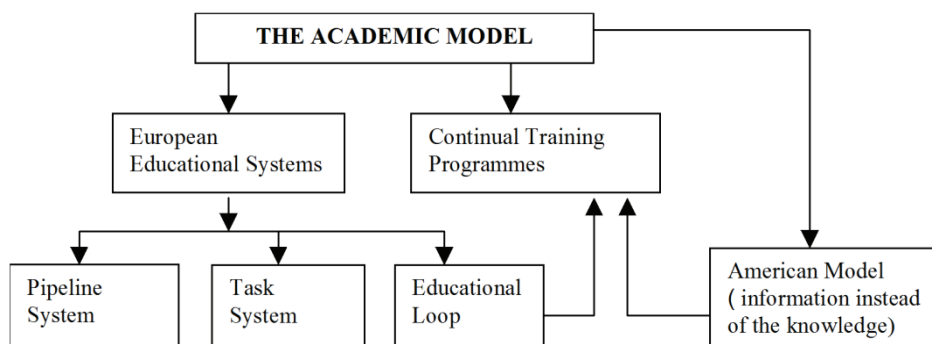 THE ACADEMIC MODEL
European
Educational Systems
Continual Training
Programmes
Pipeline
System
Task
System
Educational
Loop
American Model
( information instead
of the knowledge)